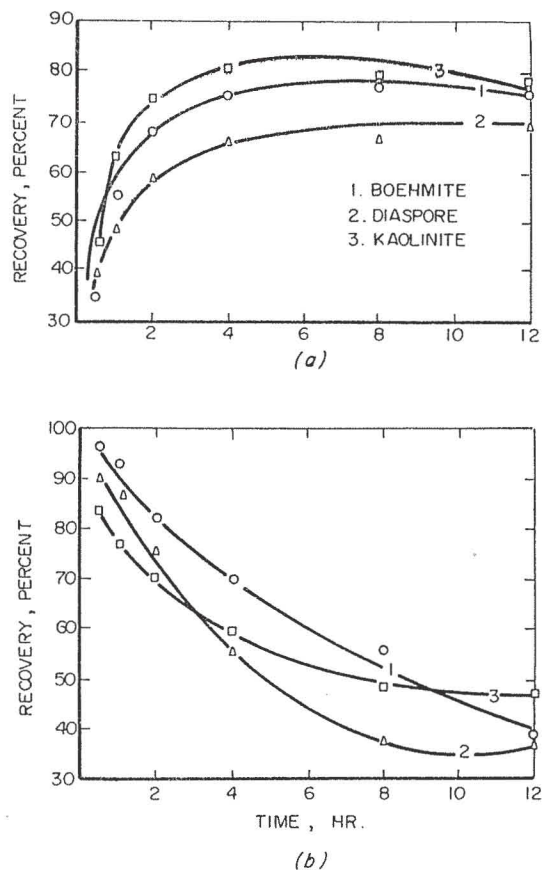 90
80
70
60
50
40
30
RECOVERY, PERCENT
3
1
2
1. BOEHMITE
2. DIASPORE
3. KAOLINITE
2 4 6 8 10 12
(a)
100
90
80
70
60
50
40
30
RECOVERY, PERCENT
1
3
2
2 4 6 8 10 12
TIME, HR.
(b)